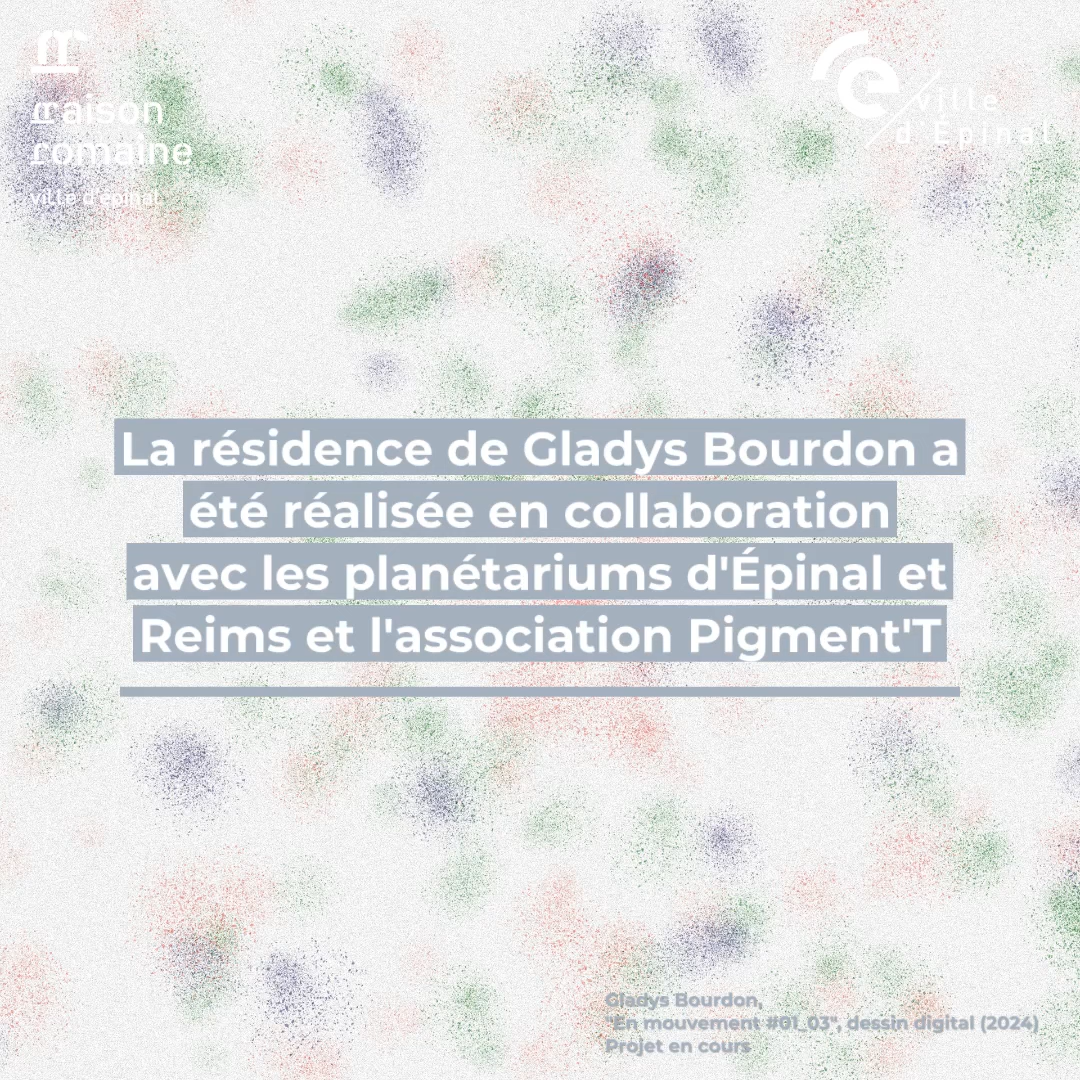 maison
romaine
ville d'épinal
ville
d'Épinal
La résidence de Gladys Bourdon a
été réalisée en collaboration
avec les planétariums d'Épinal et
Reims et l'association Pigment'T
Gladys Bourdon,
"En mouvement #01_03", dessin digital (2024)
Projet en cours